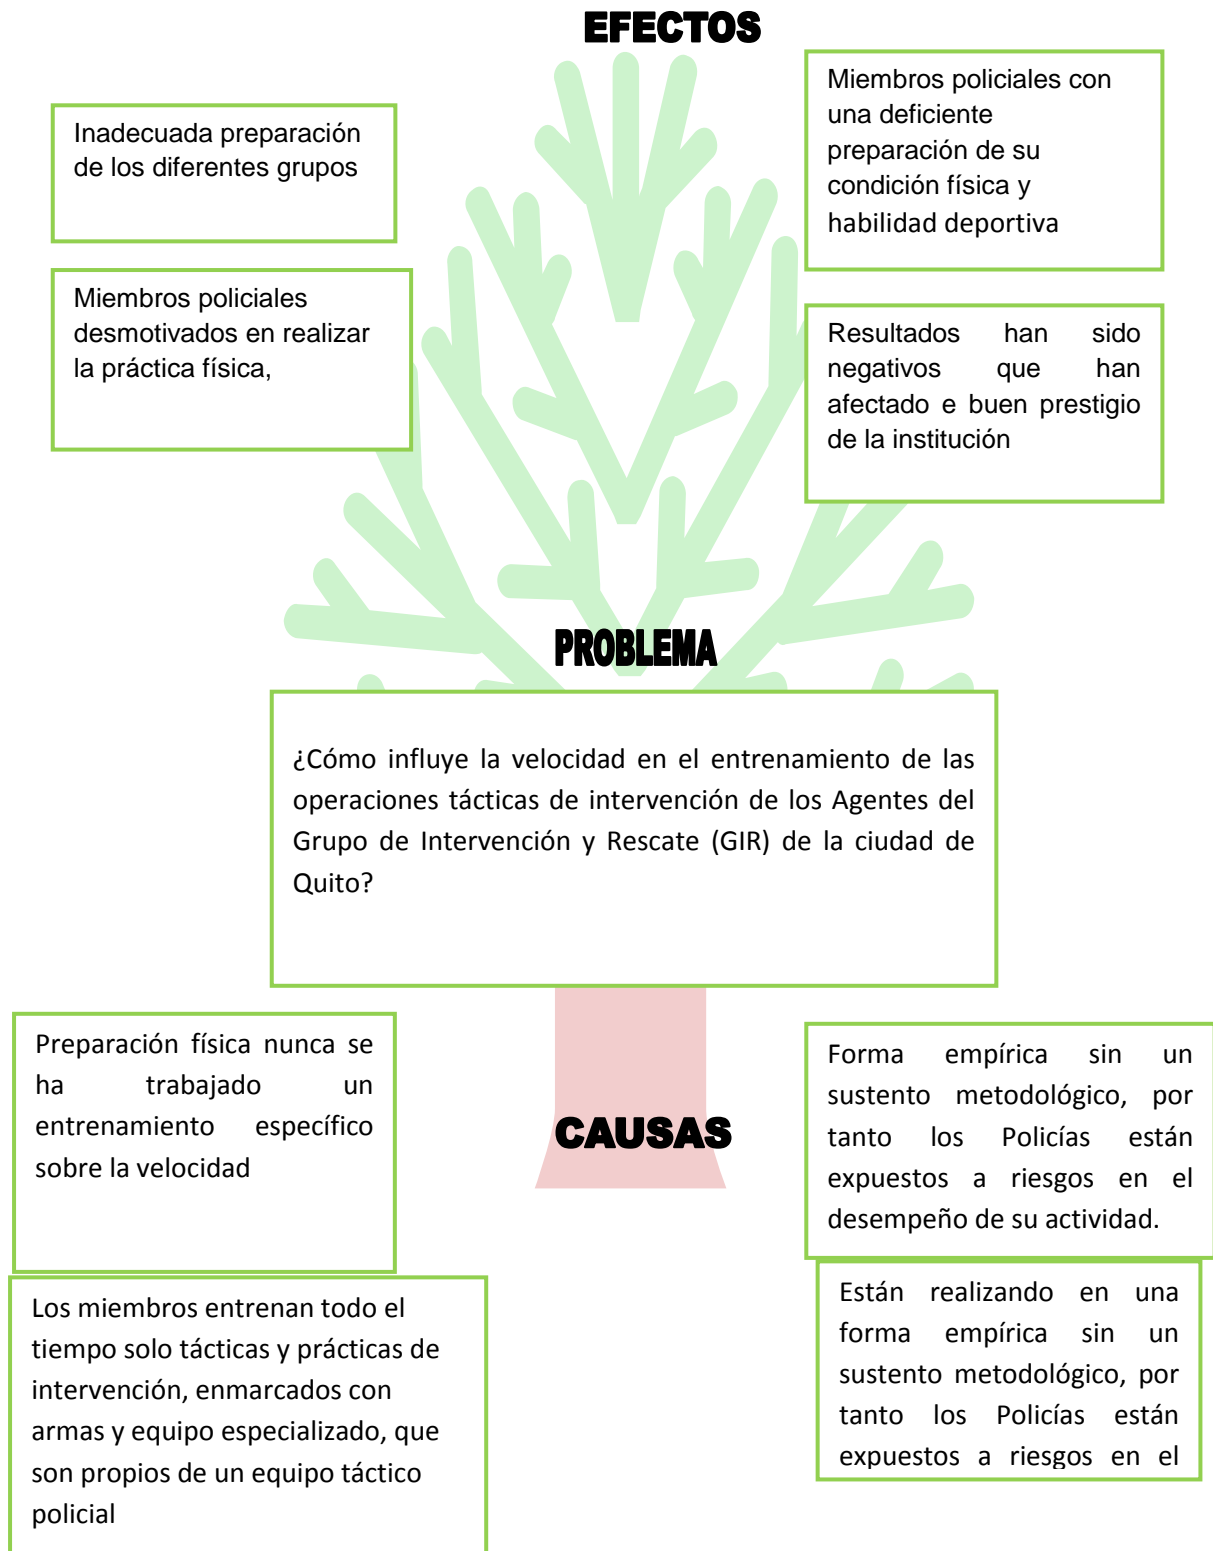 EFECTOS
Inadecuada preparación
de los diferentes grupos
Miembros policiales con
una deficiente
preparación de su
condición física y
habilidad deportiva
Miembros policiales
desmotivados en realizar
la práctica física,
Resultados han sido
negativos que han
afectado e buen prestigio
de la institución
PROBLEMA
¿Cómo influye la velocidad en el entrenamiento de las
operaciones tácticas de intervención de los Agentes del
Grupo de Intervención y Rescate (GIR) de la ciudad de
Quito?
CAUSAS
Preparación física nunca se
ha trabajado un
entrenamiento específico
sobre la velocidad
Forma empírica sin un
sustento metodológico, por
tanto los Policías están
expuestos a riesgos en el
desempeño de su actividad.
Los miembros entrenan todo el
tiempo solo tácticas y prácticas de
intervención, enmarcados con
armas y equipo especializado, que
son propios de un equipo táctico
policial
Están realizando en una
forma empírica sin un
sustento metodológico, por
tanto los Policías están
expuestos a riesgos en el